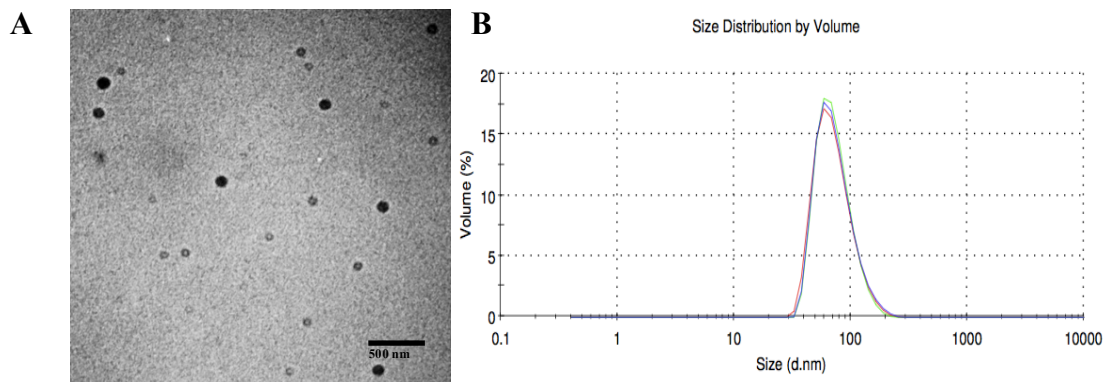 A
500 nm
B
Size Distribution by Volume
Volume (%)
20
15
10
5
0
0.1 1 10 100 1000 10000
Size (d.nm)